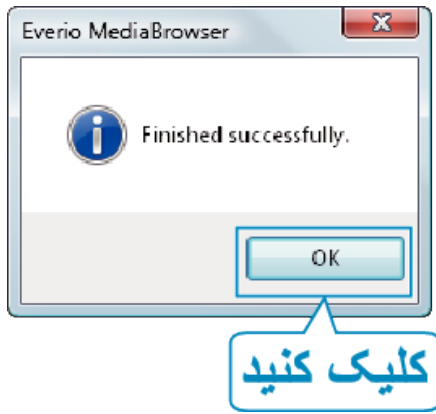 Everio MediaBrowser
Finished successfully.
OK
کلیک کنید